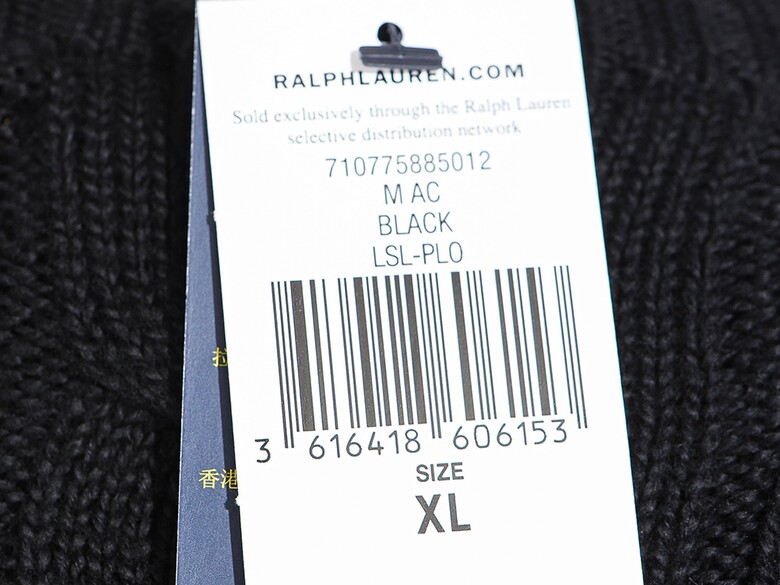 RALPHLAUREN.COM
Sold exclusively through the Ralph Lauren
selective distribution network
710775885012
M AC
BLACK
LSL-PLO
3 616418 606153
SIZE
XL
拉
香港